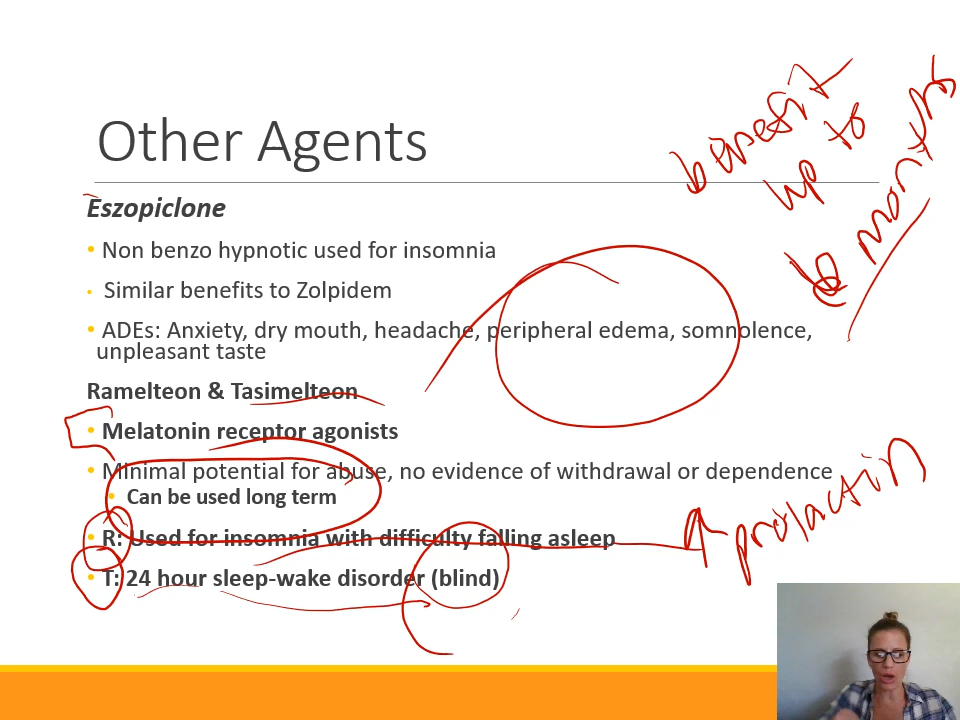 Other Agents
benefit
up to
6 months
Eszopiclone
• Non benzo hypnotic used for insomnia
• Similar benefits to Zolpidem
• ADEs: Anxiety, dry mouth, headache, peripheral edema, somnolence,
unpleasant taste
Ramelteon & Tasimelteon
• Melatonin receptor agonists
• Minimal potential for abuse, no evidence of withdrawal or dependence
• Can be used long term
• R: Used for insomnia with difficulty falling asleep
• T: 24 hour sleep-wake disorder (blind)
↑ prolactin